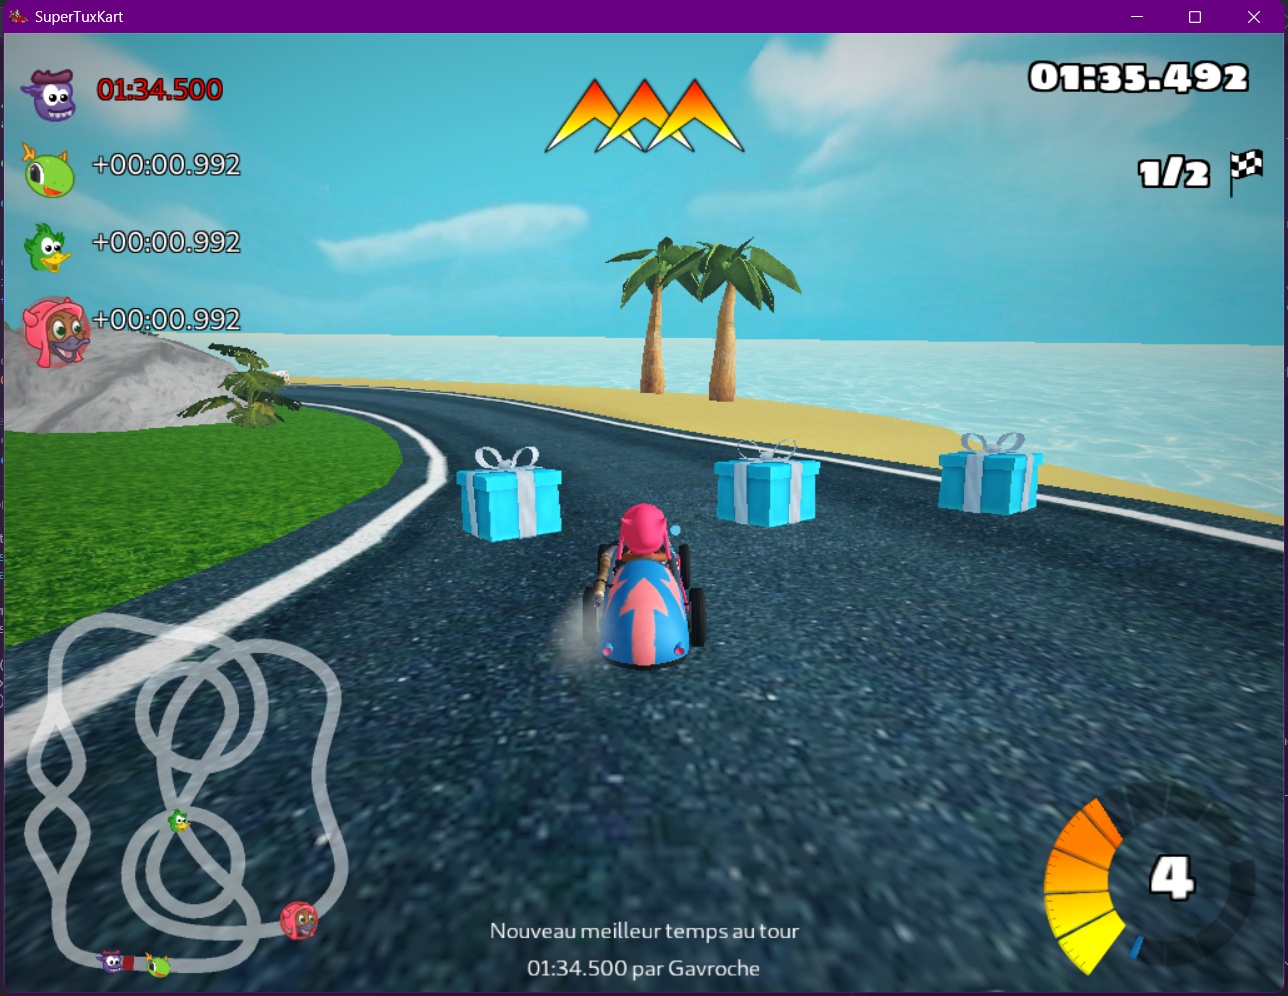 SuperTuxKart
01:34.500
01:35.492
+00:00.992
1/2
+00:00.992
+00:00.992
4
Nouveau meilleur temps au tour
01:34.500 par Gavroche